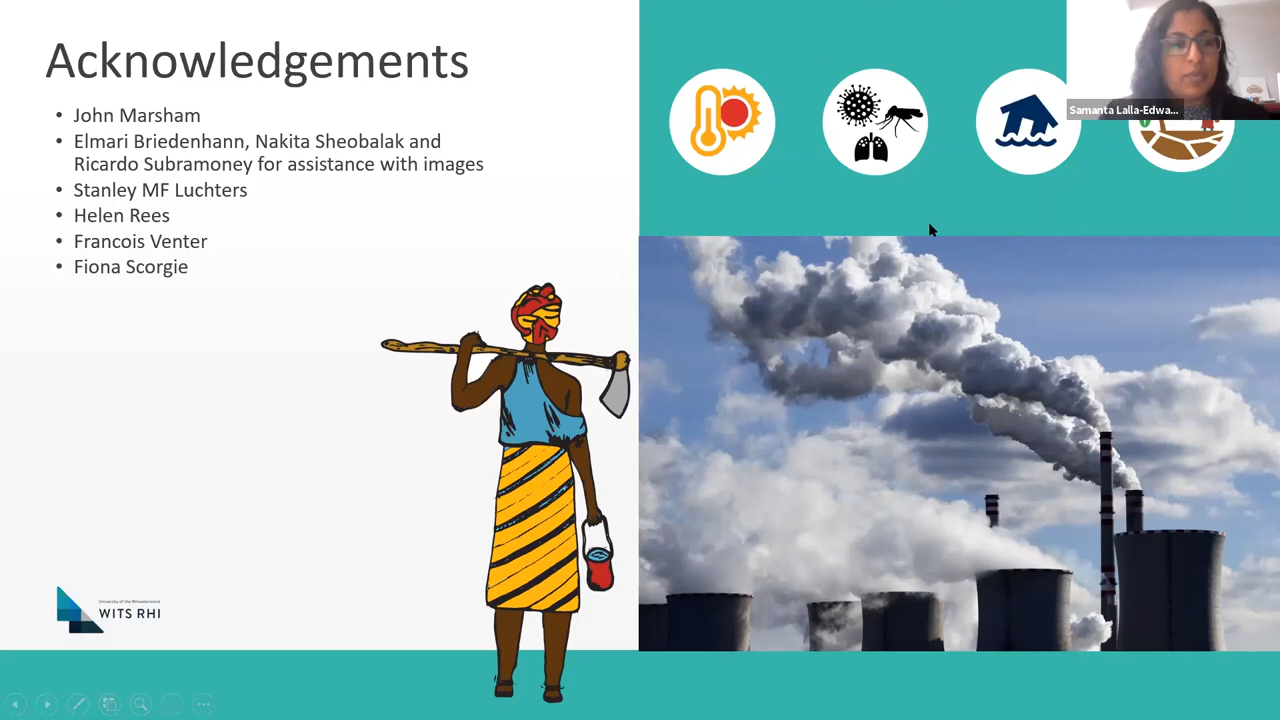 Acknowledgements
• John Marsham
• Elmari Briedenhann, Nakita Sheobalak and
Ricardo Subramoney for assistance with images
• Stanley MF Luchters
• Helen Rees
• Francois Venter
• Fiona Scorgie
Samanta Lalla-Edwa...
University of the Witwatersrand
WITS RHI